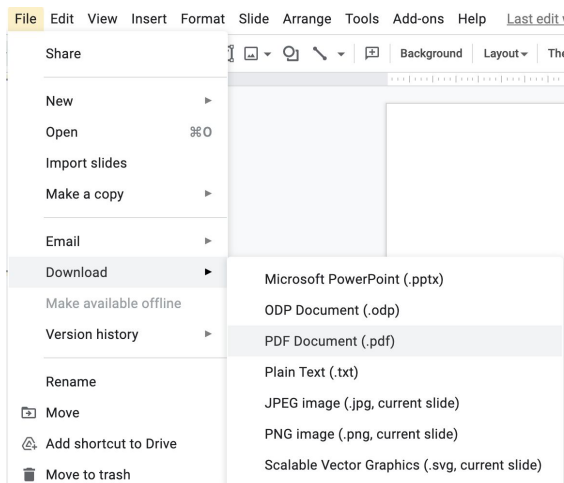 File Edit View Insert Format Slide Arrange Tools Add-ons Help Last edit
Share
Background Layout
New
Open ⌘O
Import slides
Make a copy
Email
Download
Microsoft PowerPoint (.pptx)
Make available offline
ODP Document (.odp)
Version history
PDF Document (.pdf)
Plain Text (.txt)
Rename
JPEG image (.jpg, current slide)
Move
PNG image (.png, current slide)
Add shortcut to Drive
Scalable Vector Graphics (.svg, current slide)
Move to trash